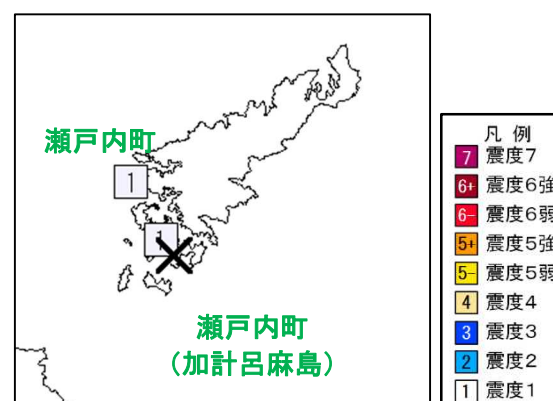 瀬戸内町
1
1
瀬戸内町
(加計呂麻島)
凡 例
7 震度7
6+ 震度6強
6- 震度6弱
5+ 震度5強
5- 震度5弱
4 震度4
3 震度3
2 震度2
1 震度1